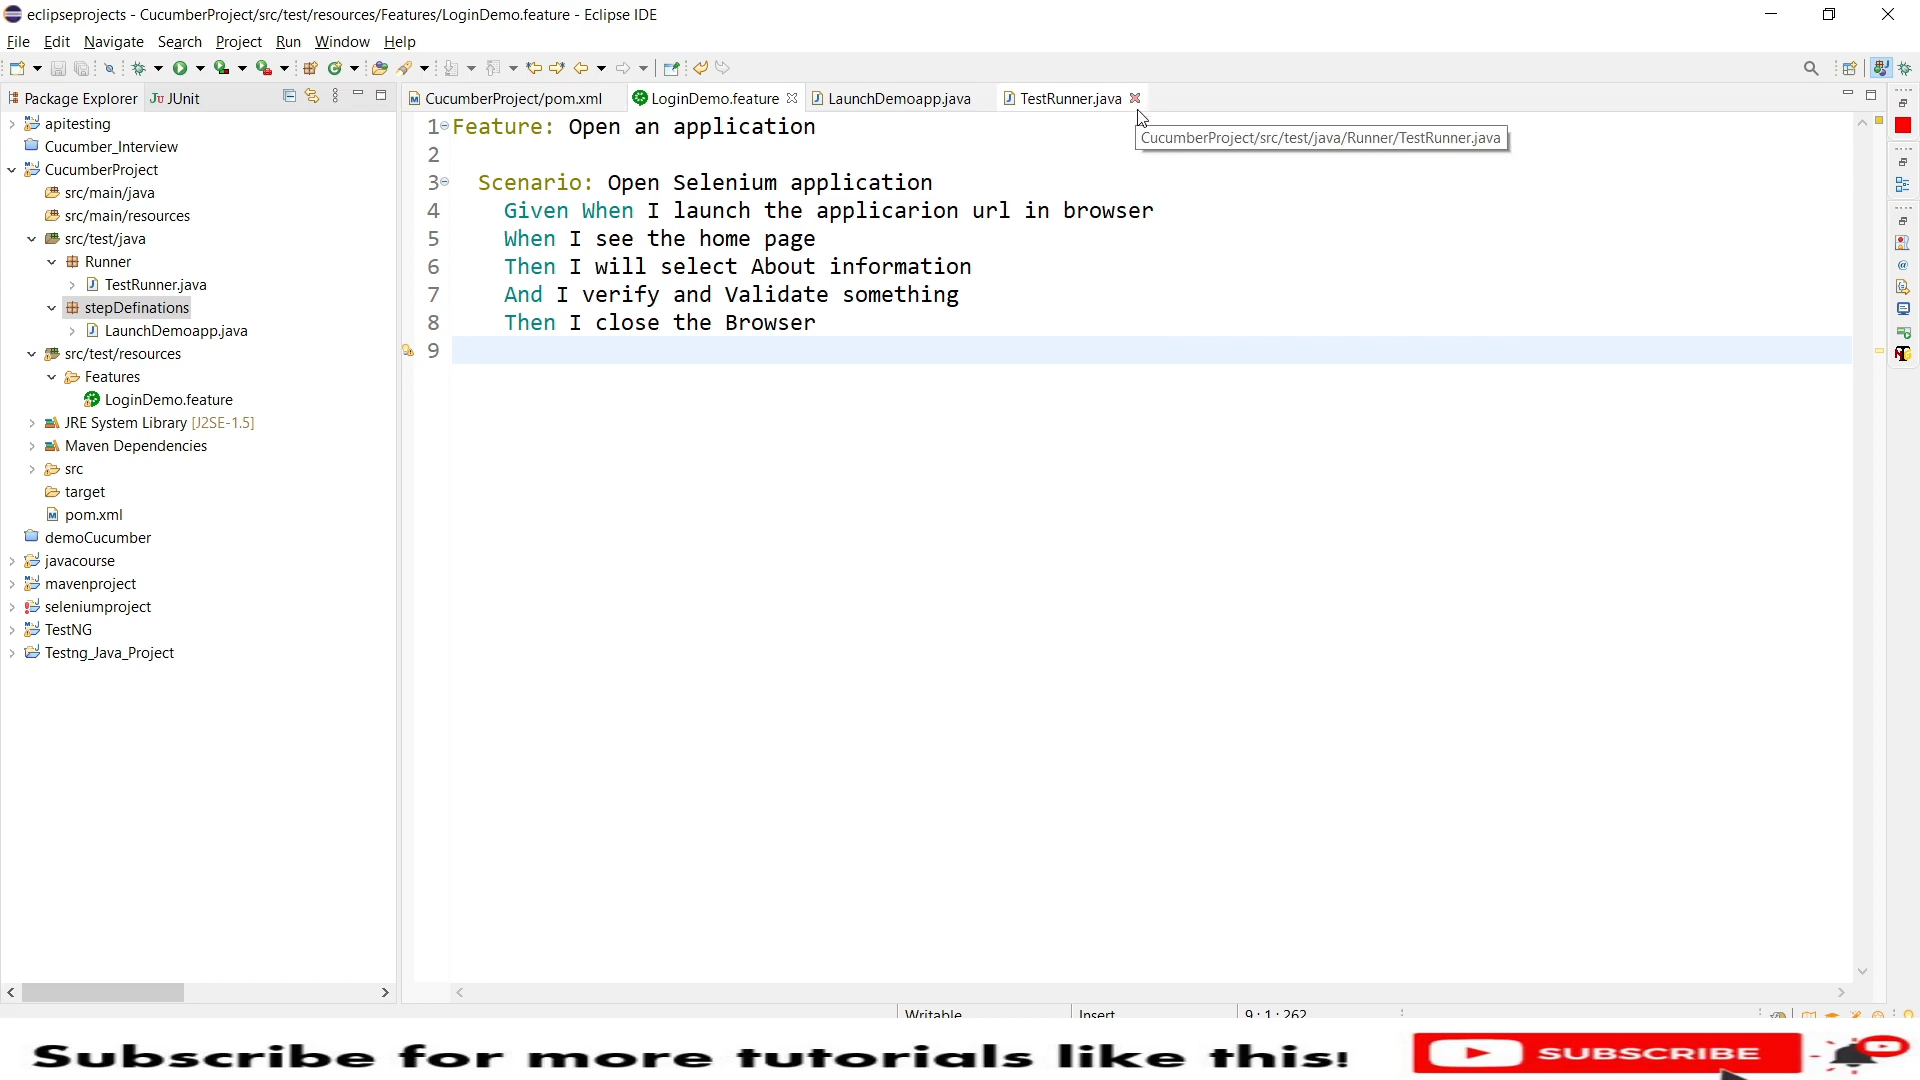 eclipseprojects - CucumberProject/src/test/resources/Features/LoginDemo.feature - Eclipse IDE
File Edit Navigate Search Project Run Window Help
Package Explorer JUnit
CucumberProject/pom.xml LoginDemo.feature LaunchDemoapp.java TestRunner.java
CucumberProject/src/test/java/Runner/TestRunner.java
apitesting
Cucumber_Interview
CucumberProject
src/main/java
src/main/resources
src/test/java
Runner
TestRunner.java
stepDefinations
LaunchDemoapp.java
src/test/resources
Features
LoginDemo.feature
JRE System Library [J2SE-1.5]
Maven Dependencies
src
target
pom.xml
demoCucumber
javacourse
mavenproject
seleniumproject
TestNG
Testng_Java_Project
1 Feature: Open an application
2
3 Scenario: Open Selenium application
4 Given When I launch the applicarion url in browser
5 When I see the home page
6 Then I will select About information
7 And I verify and Validate something
8 Then I close the Browser
9
Writable Insert 9 : 1 : 262
Subscribe for more tutorials like this! SUBSCRIBE